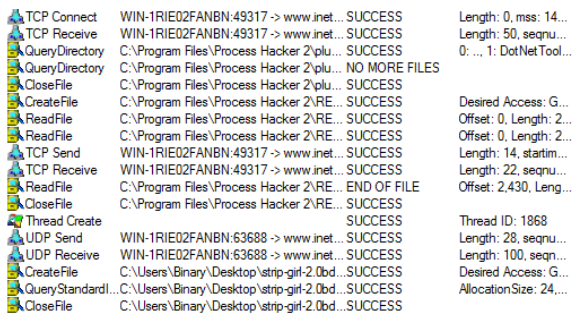 TCP Connect WIN-1RIE02FANBN:49317 -> www.inet... SUCCESS Length: 0, mss: 14...
TCP Receive WIN-1RIE02FANBN:49317 -> www.inet... SUCCESS Length: 50, seqnu...
QueryDirectory C:\Program Files\Process Hacker 2\plu... SUCCESS 0: .., 1: DotNetTool...
QueryDirectory C:\Program Files\Process Hacker 2\plu... NO MORE FILES
CloseFile C:\Program Files\Process Hacker 2\plu... SUCCESS
CreateFile C:\Program Files\Process Hacker 2\RE... SUCCESS Desired Access: G...
ReadFile C:\Program Files\Process Hacker 2\RE... SUCCESS Offset: 0, Length: 2...
ReadFile C:\Program Files\Process Hacker 2\RE... SUCCESS Offset: 0, Length: 2...
TCP Send WIN-1RIE02FANBN:49317 -> www.inet... SUCCESS Length: 14, startim...
TCP Receive WIN-1RIE02FANBN:49317 -> www.inet... SUCCESS Length: 22, seqnu...
ReadFile C:\Program Files\Process Hacker 2\RE... END OF FILE Offset: 2,430, Leng...
CloseFile C:\Program Files\Process Hacker 2\RE... SUCCESS
Thread Create SUCCESS Thread ID: 1868
UDP Send WIN-1RIE02FANBN:63688 -> www.inet... SUCCESS Length: 28, seqnu...
UDP Receive WIN-1RIE02FANBN:63688 -> www.inet... SUCCESS Length: 100, seqn...
CreateFile C:\Users\Binary\Desktop\strip-girl-2.0bd... SUCCESS Desired Access: G...
QueryStandardI... C:\Users\Binary\Desktop\strip-girl-2.0bd... SUCCESS AllocationSize: 24,...
CloseFile C:\Users\Binary\Desktop\strip-girl-2.0bd... SUCCESS